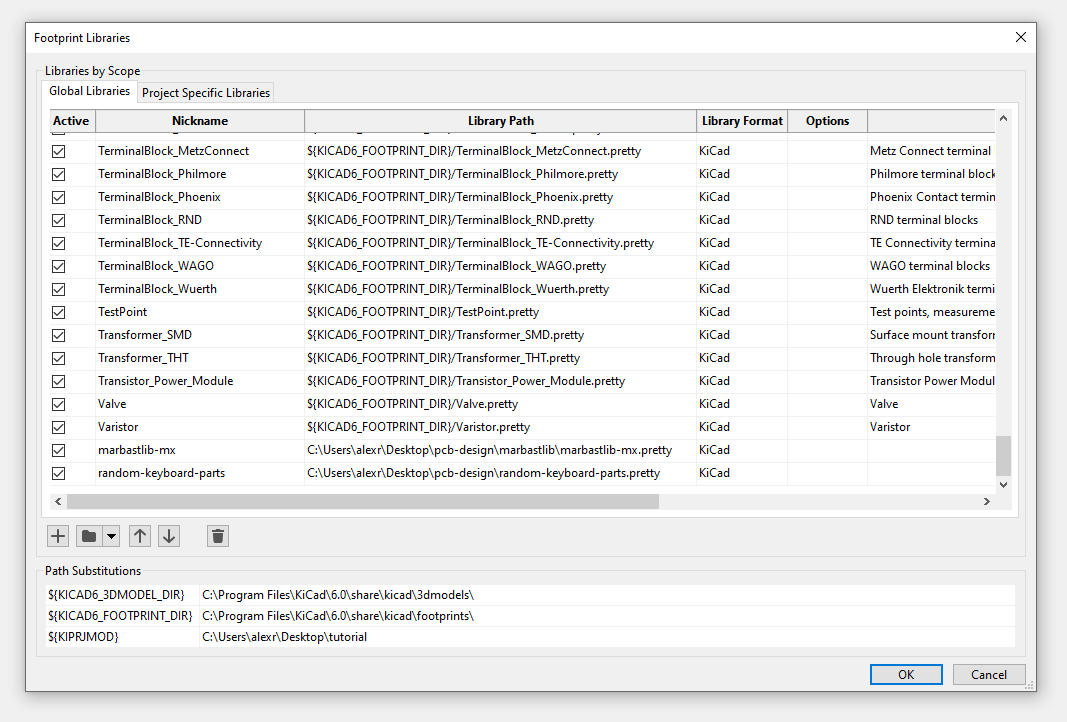 Footprint Libraries
Libraries by Scope
Global Libraries Project Specific Libraries
Active Nickname Library Path Library Format Options
TerminalBlock_MetzConnect ${KICAD6_FOOTPRINT_DIR}/TerminalBlock_MetzConnect.pretty KiCad Metz Connect terminal
TerminalBlock_Philmore ${KICAD6_FOOTPRINT_DIR}/TerminalBlock_Philmore.pretty KiCad Philmore terminal block
TerminalBlock_Phoenix ${KICAD6_FOOTPRINT_DIR}/TerminalBlock_Phoenix.pretty KiCad Phoenix Contact termin
TerminalBlock_RND ${KICAD6_FOOTPRINT_DIR}/TerminalBlock_RND.pretty KiCad RND terminal blocks
TerminalBlock_TE-Connectivity ${KICAD6_FOOTPRINT_DIR}/TerminalBlock_TE-Connectivity.pretty KiCad TE Connectivity termina
TerminalBlock_WAGO ${KICAD6_FOOTPRINT_DIR}/TerminalBlock_WAGO.pretty KiCad WAGO terminal blocks
TerminalBlock_Wuerth ${KICAD6_FOOTPRINT_DIR}/TerminalBlock_Wuerth.pretty KiCad Wuerth Elektronik termi
TestPoint ${KICAD6_FOOTPRINT_DIR}/TestPoint.pretty KiCad Test points, measureme
Transformer_SMD ${KICAD6_FOOTPRINT_DIR}/Transformer_SMD.pretty KiCad Surface mount transforr
Transformer_THT ${KICAD6_FOOTPRINT_DIR}/Transformer_THT.pretty KiCad Through hole transform
Transistor_Power_Module ${KICAD6_FOOTPRINT_DIR}/Transistor_Power_Module.pretty KiCad Transistor Power Modul
Valve ${KICAD6_FOOTPRINT_DIR}/Valve.pretty KiCad Valve
Varistor ${KICAD6_FOOTPRINT_DIR}/Varistor.pretty KiCad Varistor
marbastlib-mx C:\Users\alexr\Desktop\pcb-design\marbastlib\marbastlib-mx.pretty KiCad
random-keyboard-parts C:\Users\alexr\Desktop\pcb-design\random-keyboard-parts.pretty KiCad
Path Substitutions
${KICAD6_3DMODEL_DIR} C:\Program Files\KiCad\6.0\share\kicad\3dmodels\
${KICAD6_FOOTPRINT_DIR} C:\Program Files\KiCad\6.0\share\kicad\footprints\
${KIPRJMOD} C:\Users\alexr\Desktop\tutorial
OK Cancel